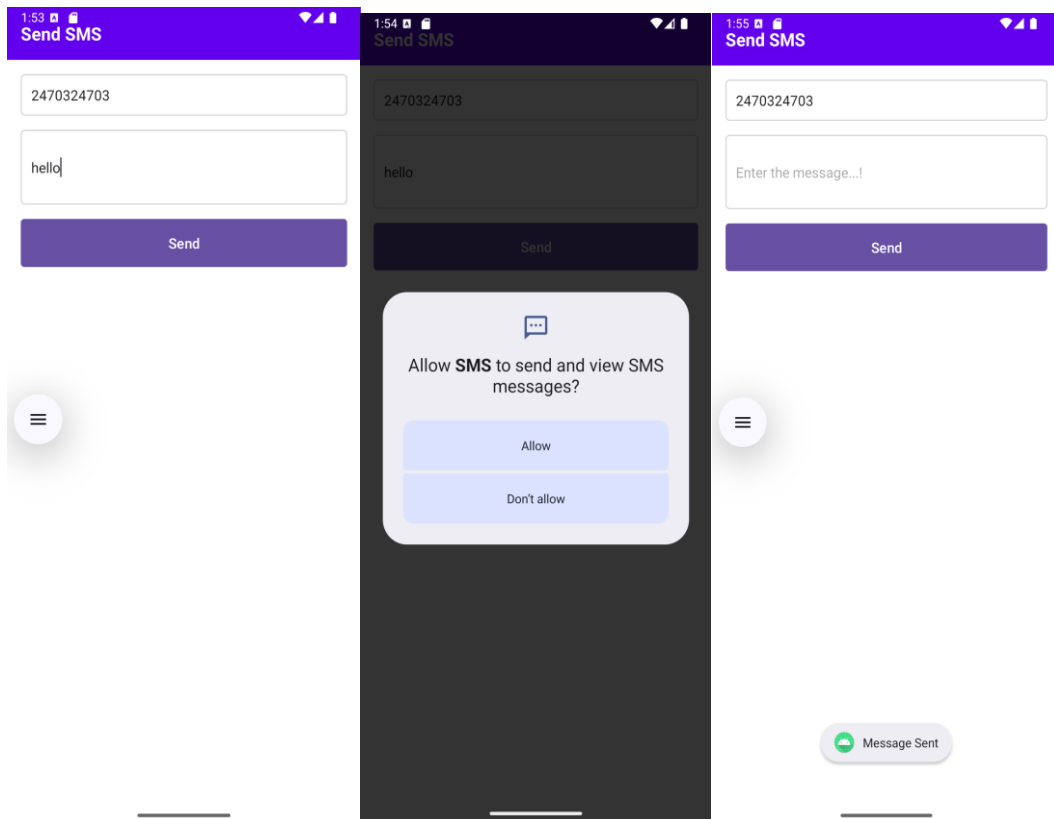 1:53
Send SMS
2470324703
hello
Send
1:54
Send SMS
2470324703
hello
Send
Allow SMS to send and view SMS
messages?
Allow
Don't allow
1:55
Send SMS
2470324703
Enter the message...!
Send
Message Sent